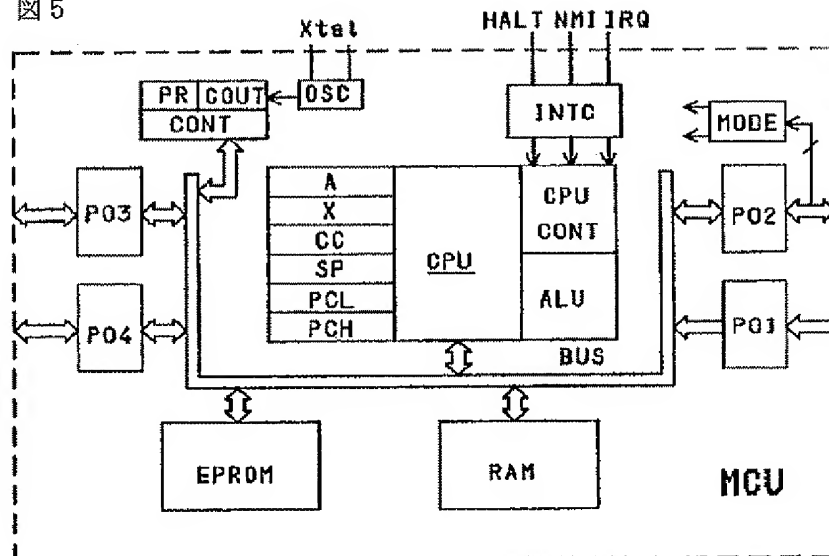 図5
Xtal
HALT NMI IRQ
PR COUT
OSC
CONT
INTC
MODE
PO3
A
X
CC
SP
PCL
PCH
CPU
CPU
CONT
ALU
PO2
PO4
PO1
BUS
EPROM
RAM
MCU